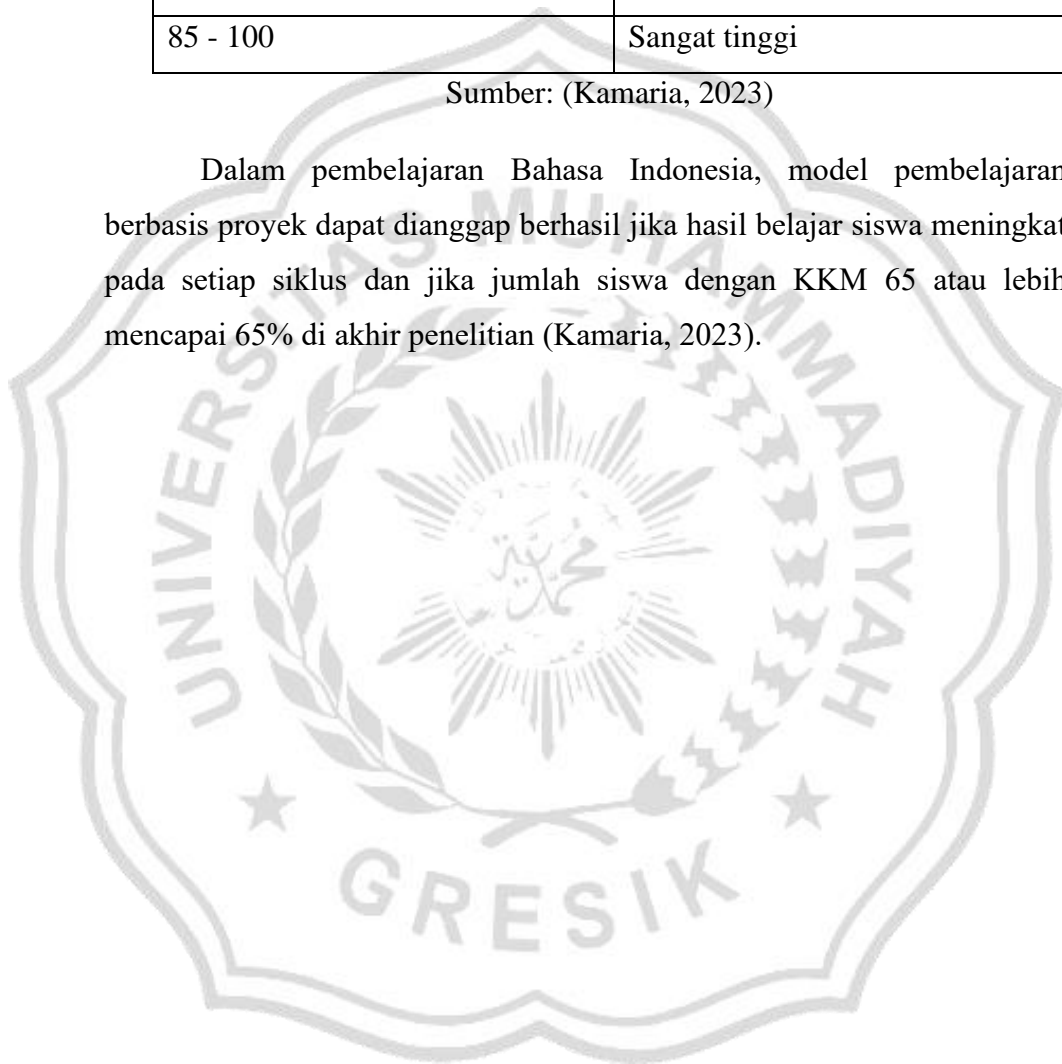 85 - 100 Sangat tinggi
Sumber: (Kamaria, 2023)
Dalam pembelajaran Bahasa Indonesia, model pembelajaran
berbasis proyek dapat dianggap berhasil jika hasil belajar siswa meningkat
pada setiap siklus dan jika jumlah siswa dengan KKM 65 atau lebih
mencapai 65% di akhir penelitian (Kamaria, 2023).
UNIVERSITAS MUHAMMADIYAH
GRESIK